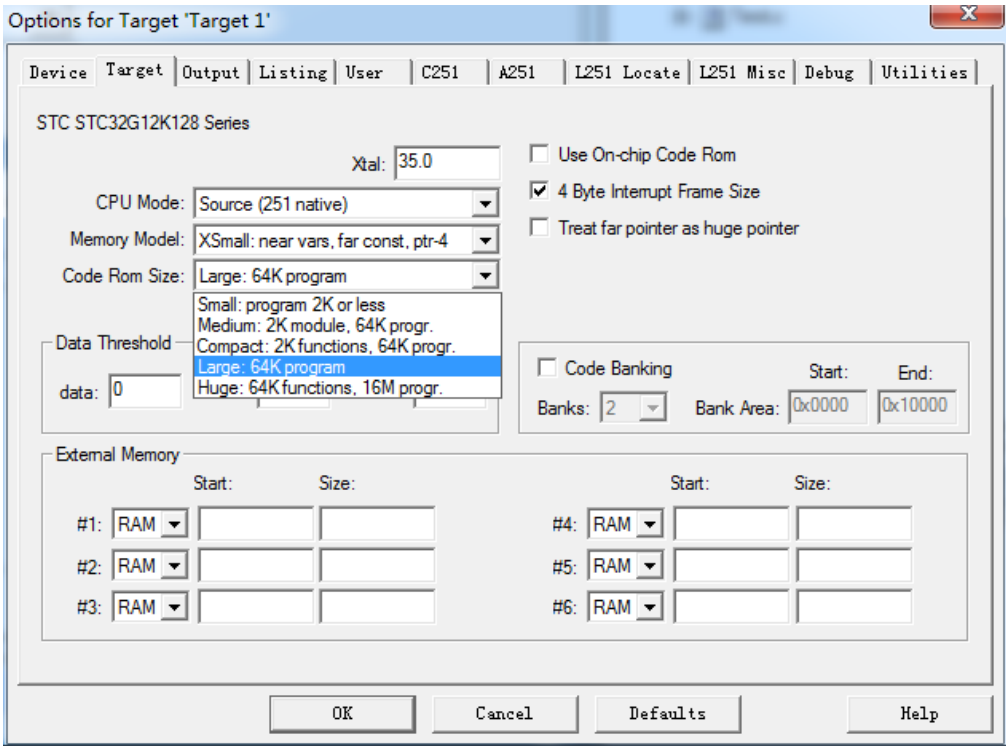 Options for Target 'Target 1'
Device Target Output Listing User C251 A251 L251 Locate L251 Misc Debug Utilities
STC STC32G12K128 Series
Xtal: 35.0
Use On-chip Code Rom
CPU Mode: Source (251 native)
4 Byte Interrupt Frame Size
Memory Model: XSmall: near vars, far const, ptr-4
Treat far pointer as huge pointer
Code Rom Size: Large: 64K program
Small: program 2K or less
Medium: 2K module, 64K progr.
Compact: 2K functions, 64K progr.
Large: 64K program
Huge: 64K functions, 16M progr.
Data Threshold
data: 0
Code Banking Start: End:
Banks: 2 Bank Area: 0x0000 0x10000
External Memory
Start: Size: Start: Size:
#1: RAM #4: RAM
#2: RAM #5: RAM
#3: RAM #6: RAM
OK Cancel Defaults Help